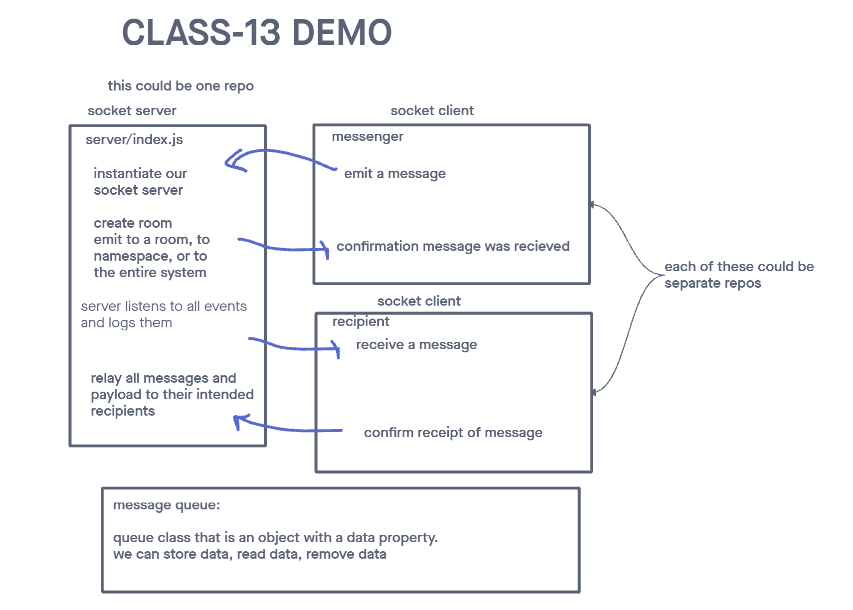 CLASS-13 DEMO
this could be one repo
socket server
server/index.js
instantiate our
socket server
create room
emit to a room, to
namespace, or to
the entire system
server listens to all events
and logs them
relay all messages and
payload to their intended
recipients
socket client
messenger
emit a message
confirmation message was recieved
socket client
recipient
receive a message
confirm receipt of message
each of these could be
separate repos
message queue:
queue class that is an object with a data property.
we can store data, read data, remove data